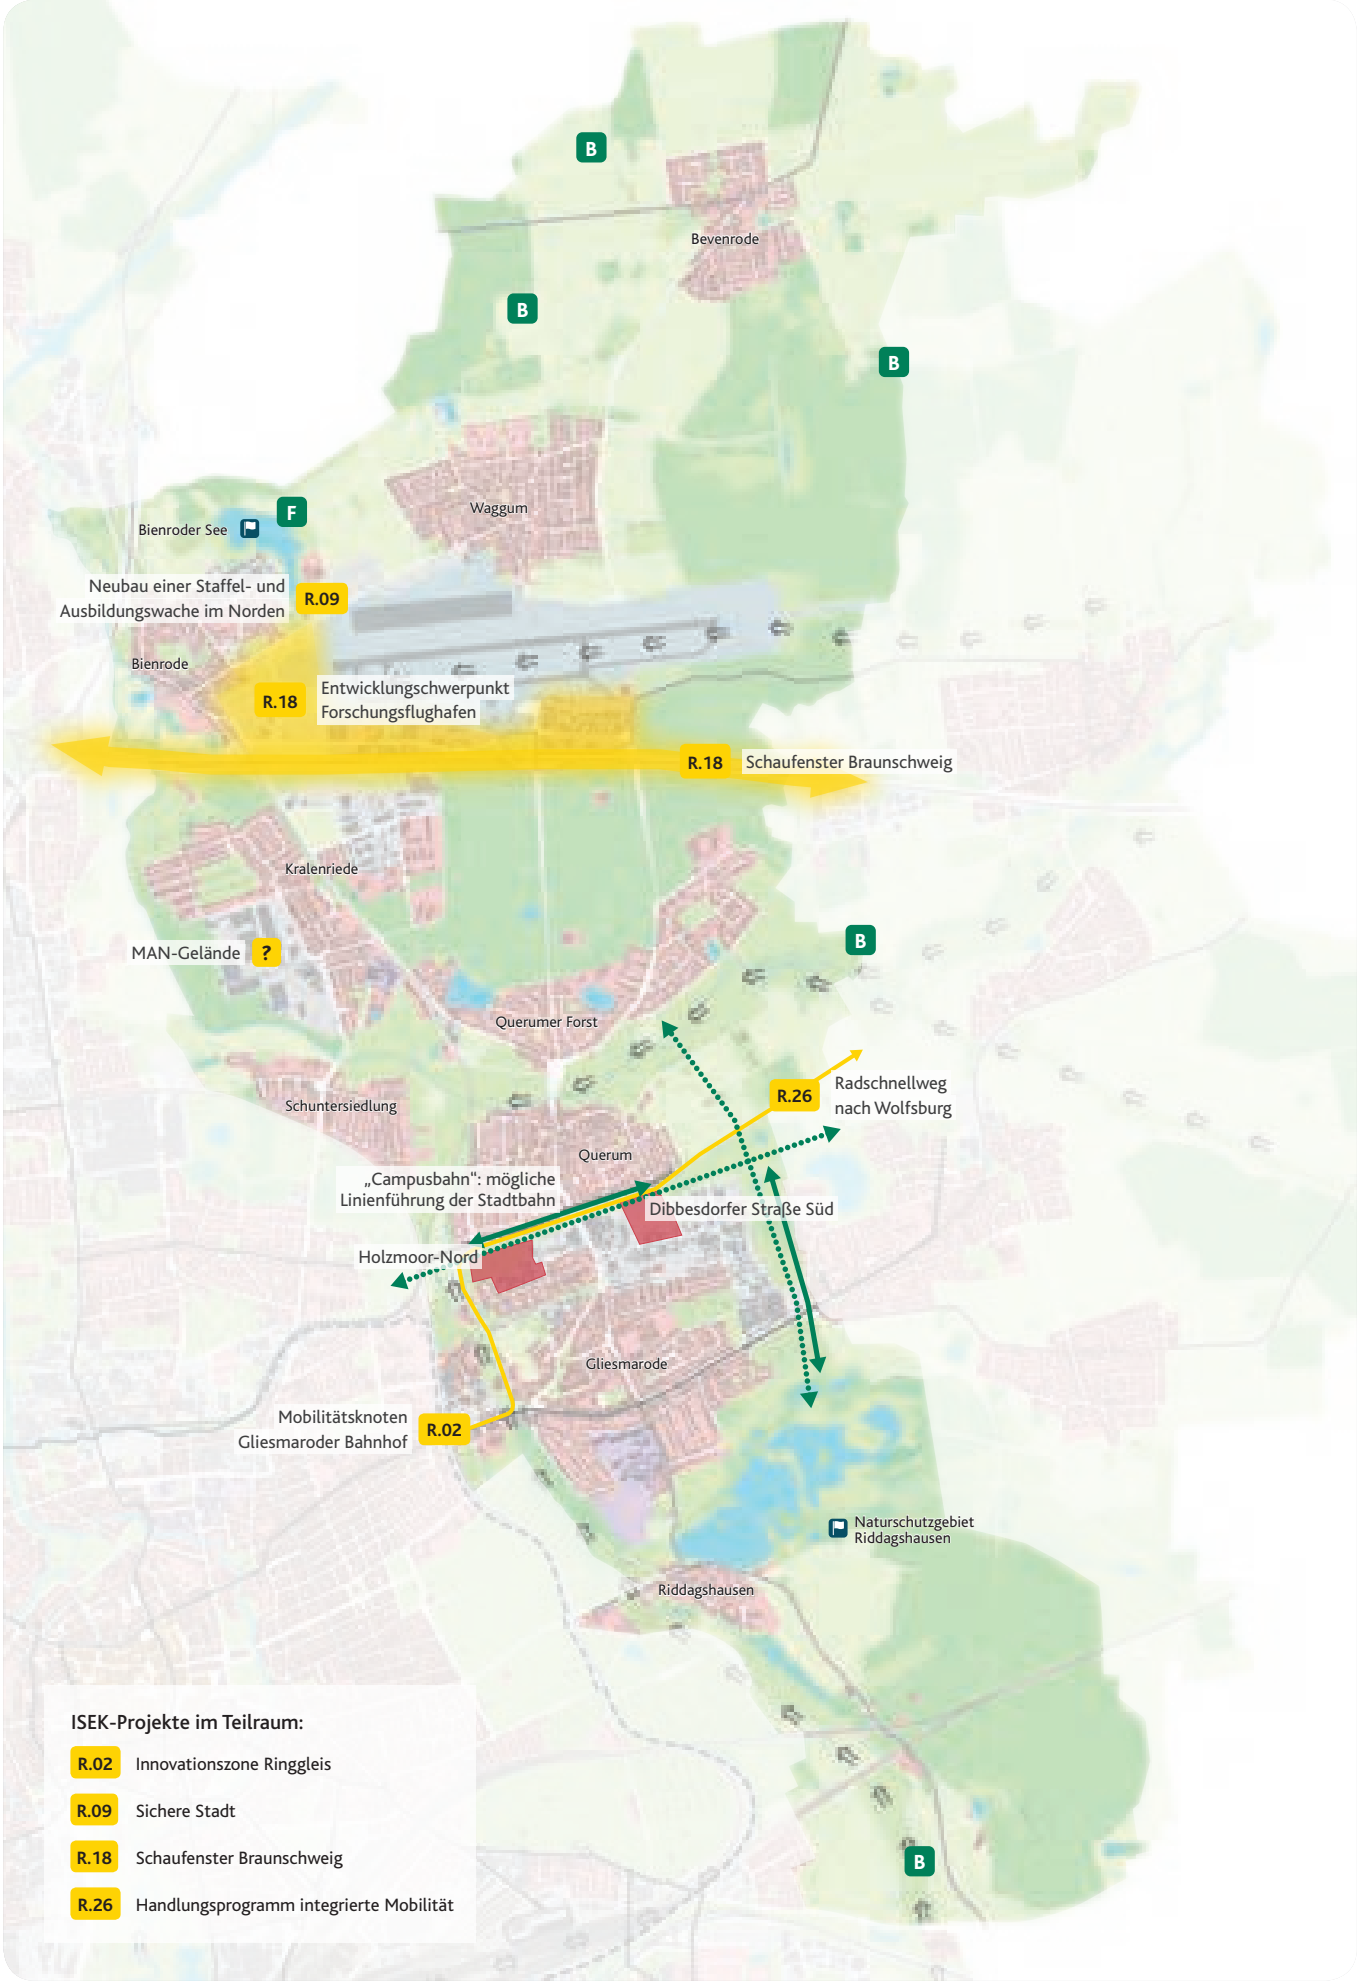 B
Bevenrode
B
B
Waggum
F
Bienroder See
Neubau einer Staffel- und
Ausbildungswache im Norden
R.09
Bienrode
R.18
Entwicklungschwerpunkt
Forschungsflughafen
R.18
Schaufenster Braunschweig
Kralenriede
MAN-Gelände
?
B
Querumer Forst
R.26
Radschnellweg
nach Wolfsburg
Schuntersiedlung
Querum
„Campusbahn“: mögliche
Linienführung der Stadtbahn
Dibbesdorfer Straße Süd
Holzmoor-Nord
Gliesmarode
Mobilitätsknoten
Gliesmaroder Bahnhof
R.02
Naturschutzgebiet
Riddagshausen
Riddagshausen
ISEK-Projekte im Teilraum:
R.02 Innovationszone Ringgleis
R.09 Sichere Stadt
R.18 Schaufenster Braunschweig
R.26 Handlungsprogramm integrierte Mobilität
B